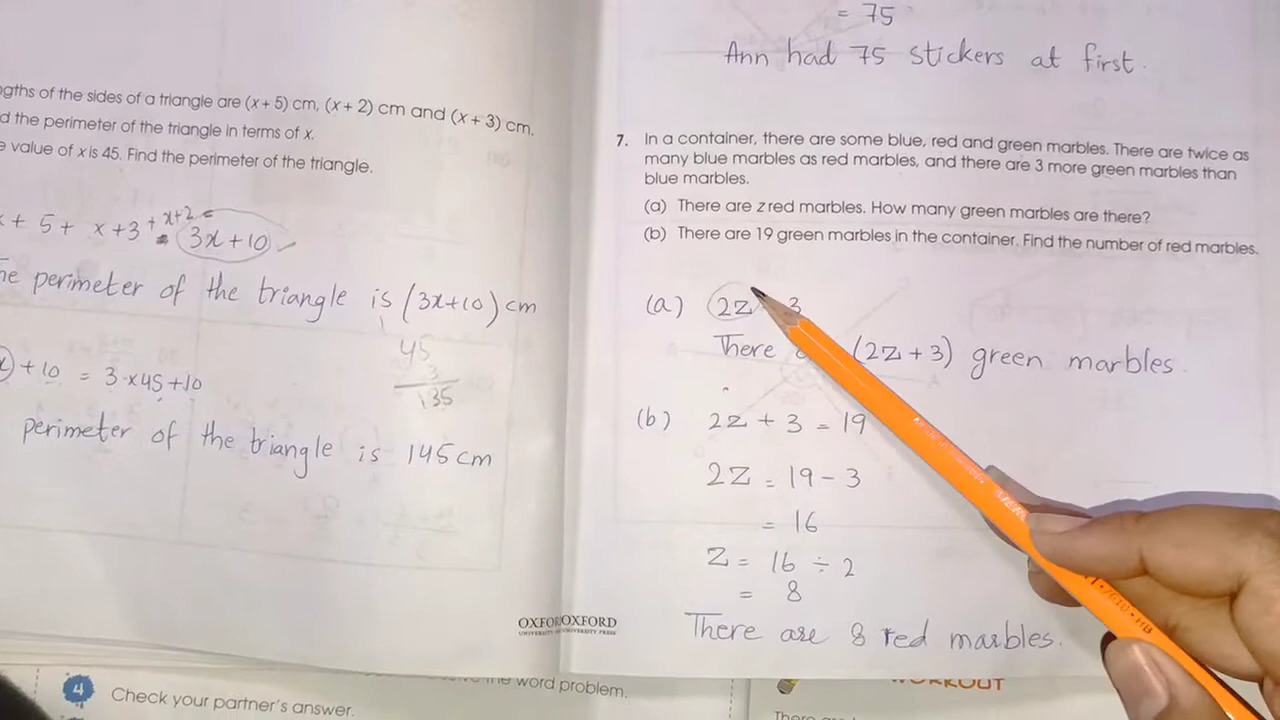 gths of the sides of a triangle are (x + 5) cm, (x + 2) cm and (x + 3) cm.
d the perimeter of the triangle in terms of x.
e value of x is 45. Find the perimeter of the triangle.
x + 5 + x + 3 + x + 2 =
3x + 10
he perimeter of the triangle is (3x+10) cm
45
3
135
) + 10 = 3 × 45 + 10
perimeter of the triangle is 145 cm
OXFOR
UNIVERSITY
= 75
Ann had 75 stickers at first.
7. In a container, there are some blue, red and green marbles. There are twice as
many blue marbles as red marbles, and there are 3 more green marbles than
blue marbles.
(a) There are z red marbles. How many green marbles are there?
(b) There are 19 green marbles in the container. Find the number of red marbles.
(a) 2z 3
There (2z + 3) green marbles.
(b) 2z + 3 = 19
2z = 19 - 3
= 16
z = 16 ÷ 2
= 8
There are 8 red marbles.
OXFORD
UNIVERSITY PRESS
4 Check your partner's answer.
the word problem.
WORKOUT